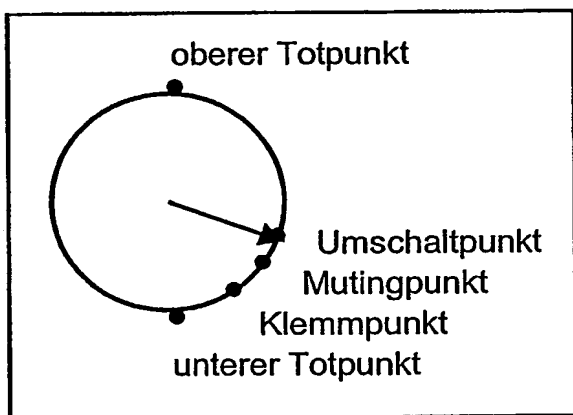 oberer Totpunkt
Umschaltpunkt
Mutingpunkt
Klemmpunkt
unterer Totpunkt